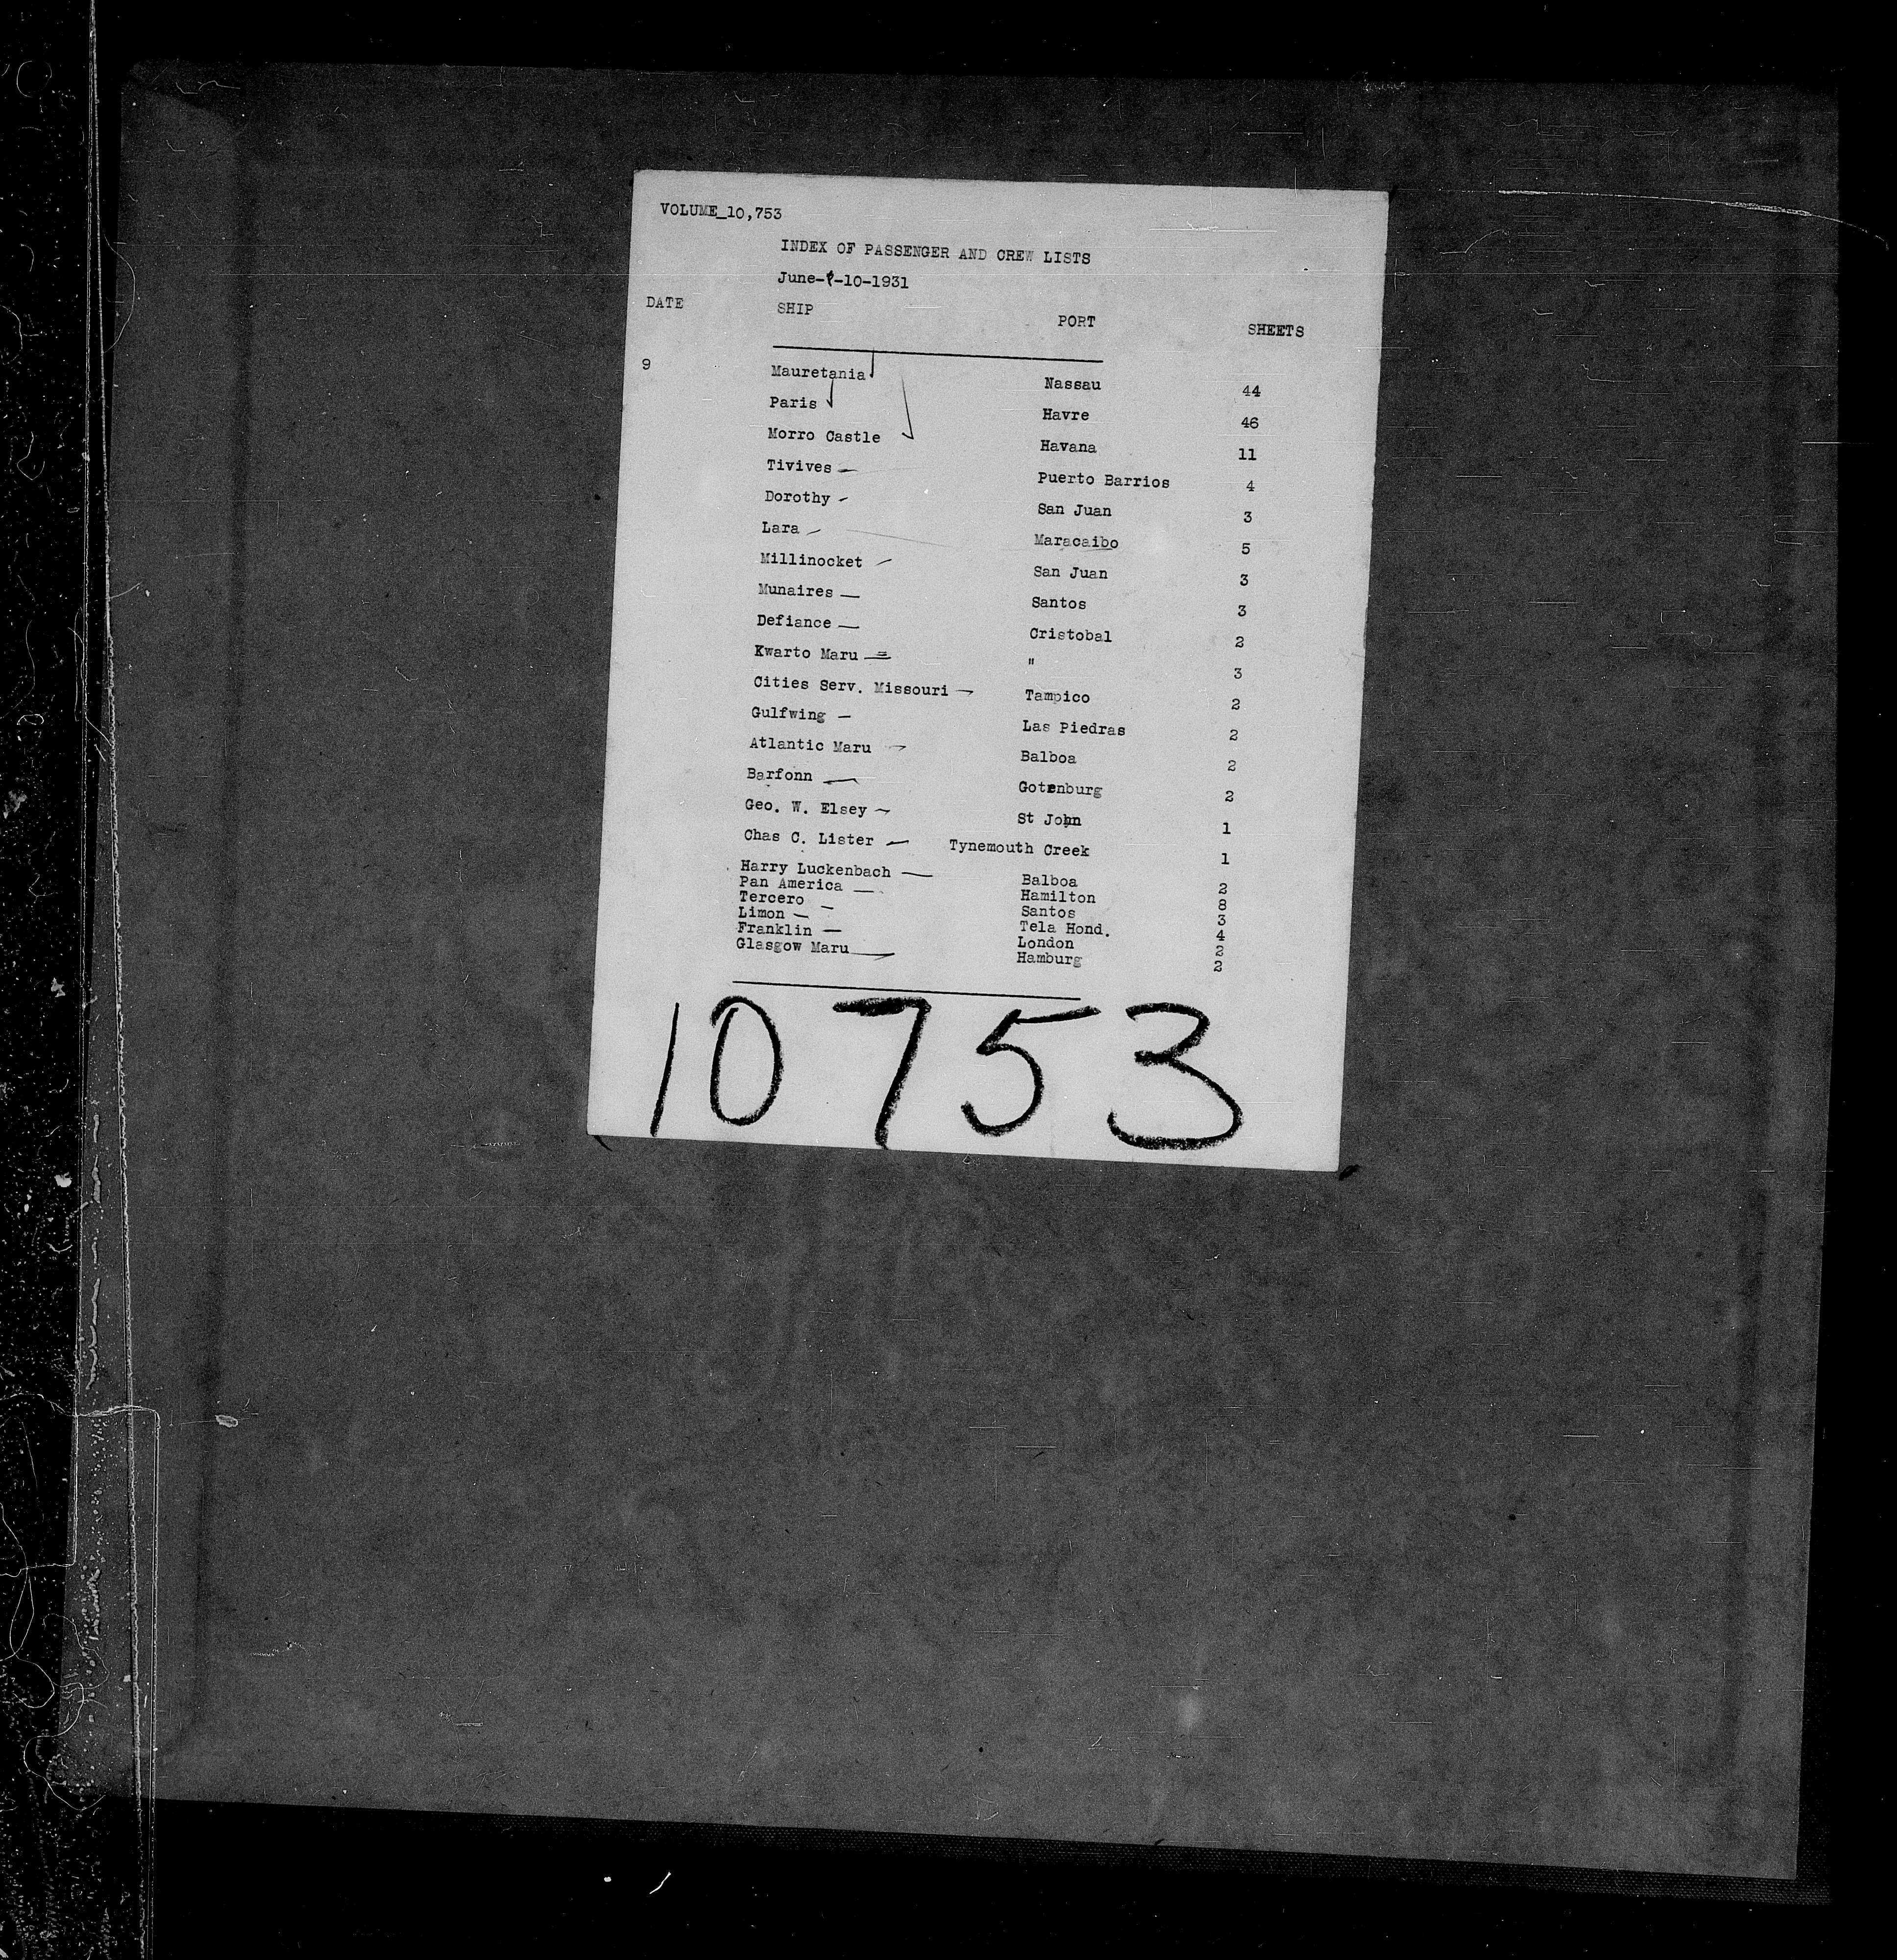 VOLUME_10,753
INDEX OF PASSENGER AND CREW LISTS
June-9-10-1931
DATE SHIP PORT SHEETS
9 Mauretania Nassau 44
Paris Havre 46
Morro Castle Havana 11
Tivives Puerto Barrios 4
Dorothy San Juan 3
Lara Maracaibo 5
Millinocket San Juan 3
Munaires Santos 3
Defiance Cristobal 2
Kwarto Maru " 3
Cities Serv. Missouri Tampico 2
Gulfwing Las Piedras 2
Atlantic Maru Balboa 2
Barfonn Gotenburg 2
Geo. W. Elsey St John 1
Chas C. Lister Tynemouth Creek 1
Harry Luckenbach Balboa 2
Pan America Hamilton 8
Tercero Santos 3
Limon Tela Hond. 4
Franklin London 2
Glasgow Maru Hamburg 2
10753